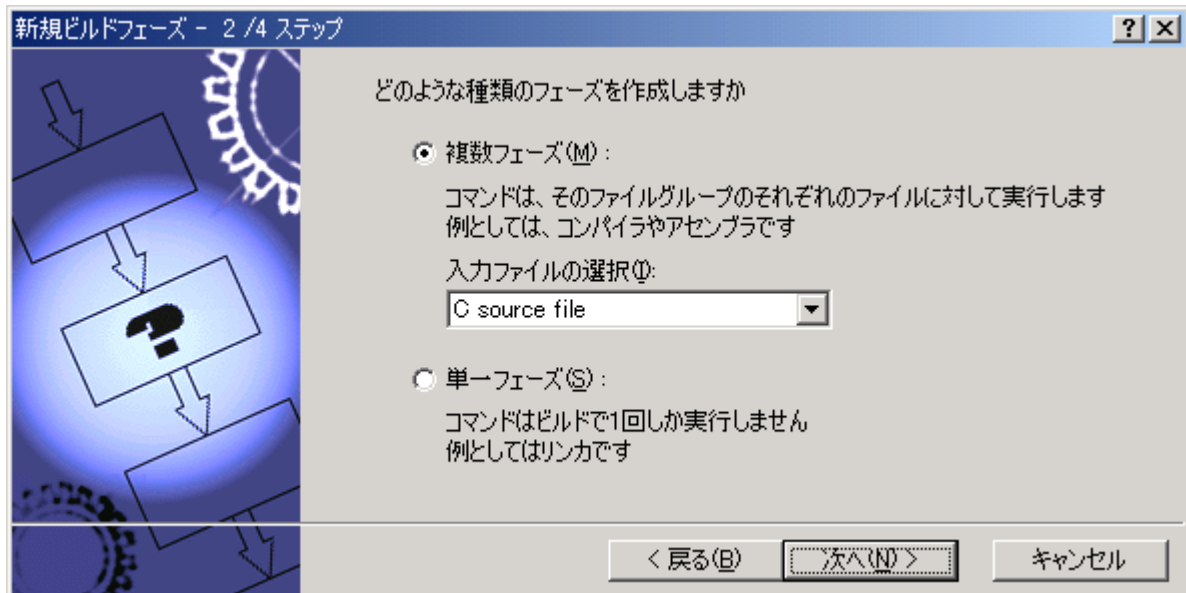 新規ビルドフェーズ - 2 /4 ステップ
どのような種類のフェーズを作成しますか
複数フェーズ(M) :
コマンドは、そのファイルグループのそれぞれのファイルに対して実行します
例としては、コンパイラやアセンブラです
入力ファイルの選択(I):
C source file
単一フェーズ(S) :
コマンドはビルドで1回しか実行しません
例としてはリンカです
< 戻る(B)
次へ(N) >
キャンセル